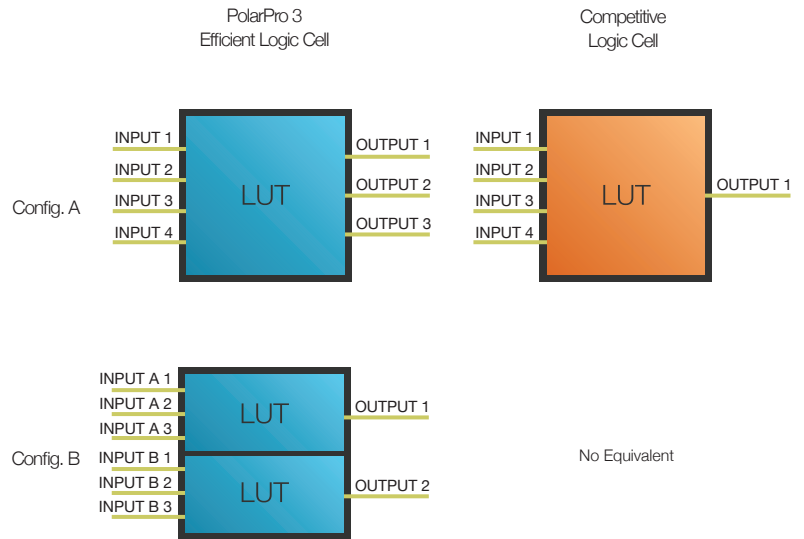 PolarPro 3
Efficient Logic Cell
Competitive
Logic Cell
Config. A
INPUT 1
INPUT 2
INPUT 3
INPUT 4
LUT
OUTPUT 1
OUTPUT 2
OUTPUT 3
INPUT 1
INPUT 2
INPUT 3
INPUT 4
LUT
OUTPUT 1
Config. B
INPUT A 1
INPUT A 2
INPUT A 3
LUT
OUTPUT 1
INPUT B 1
INPUT B 2
INPUT B 3
LUT
OUTPUT 2
No Equivalent